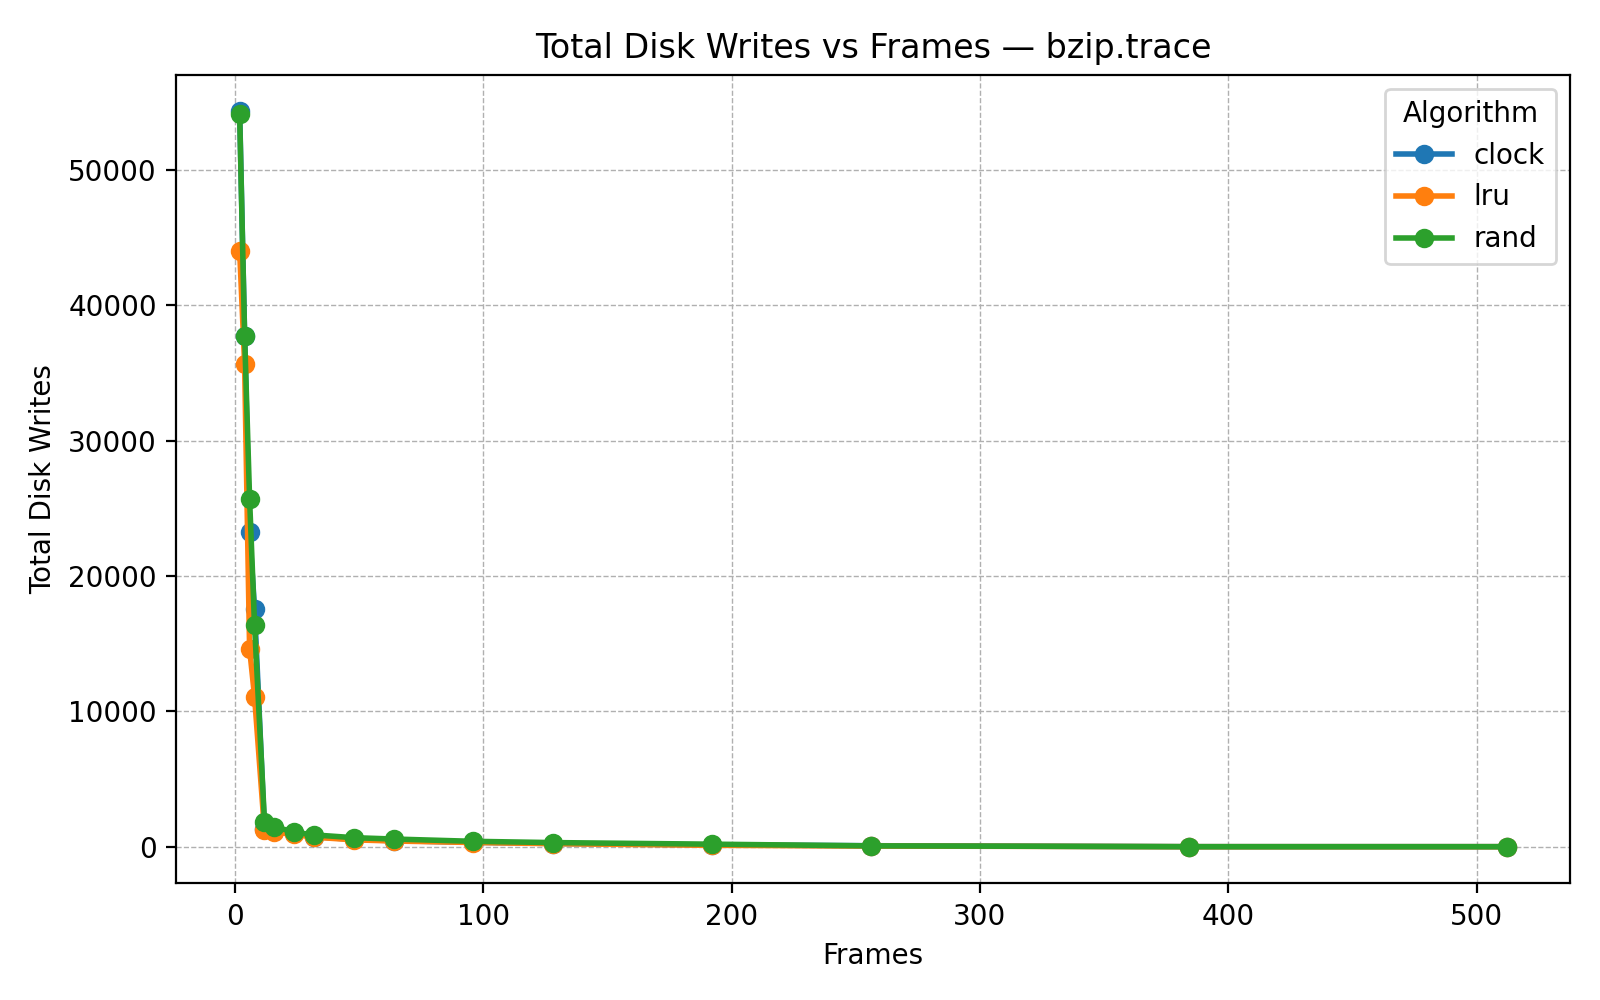 Total Disk Writes vs Frames — bzip.trace
Algorithm
clock
lru
rand
Total Disk Writes
50000
40000
30000
20000
10000
0
0 100 200 300 400 500
Frames